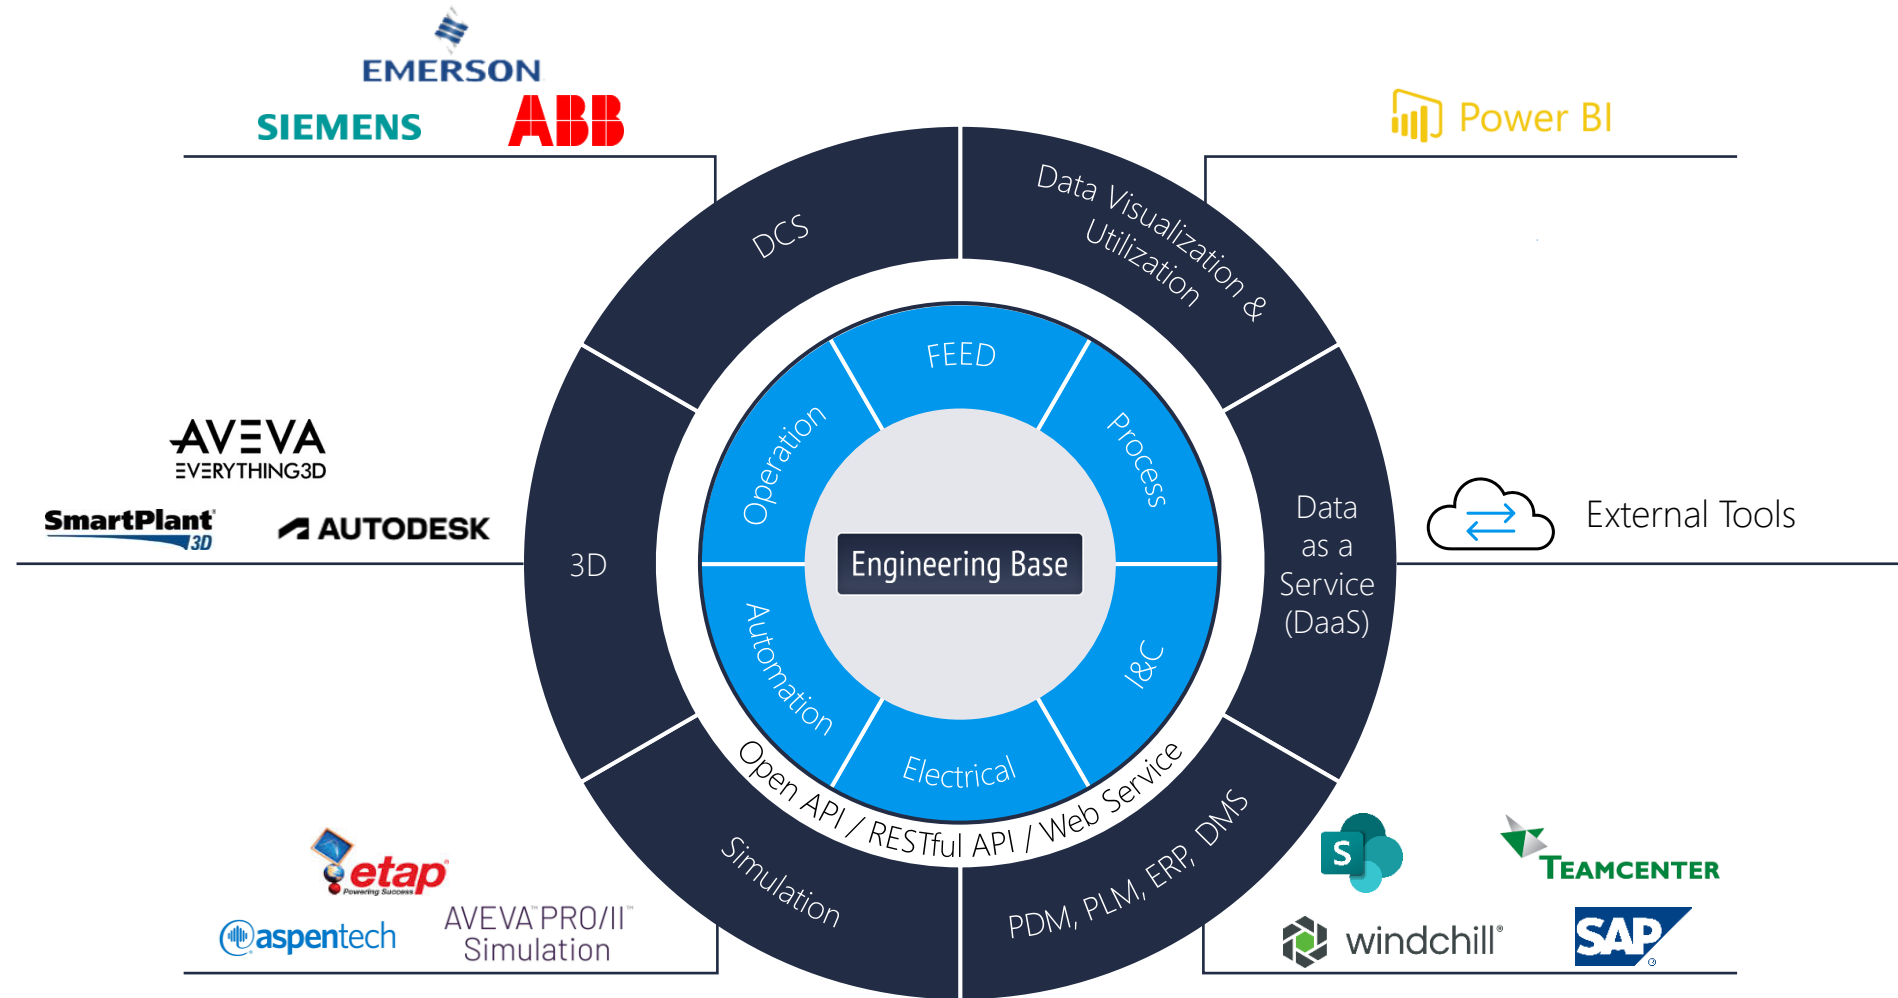 EMERSON
SIEMENS
ABB
Power BI
DCS
Data Visualization &
Utilization
AVEVA
EVERYTHING3D
SmartPlant
3D
AUTODESK
3D
Data
as a
Service
(DaaS)
External Tools
FEED
Process
I&C
Electrical
Automation
Operation
Engineering Base
Open API / RESTful API / Web Service
Simulation
PDM, PLM, ERP, DMS
etap®
Powering Success
aspentech
AVEVA™ PRO/II™
Simulation
S
TEAMCENTER
windchill®
SAP®